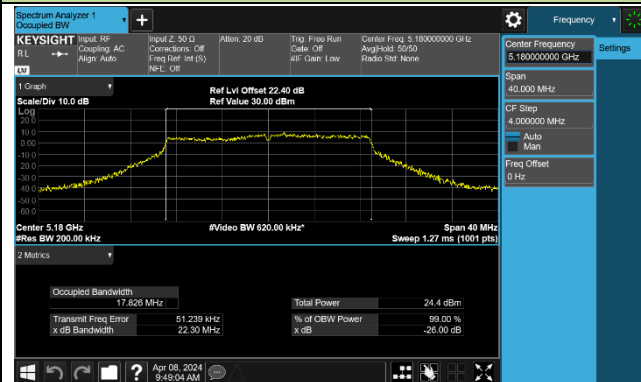 Spectrum Analyzer 1
Occupied BW
Frequency
KEYSIGHT
RL
LXI
Input: RF
Coupling: AC
Align: Auto
Input Z: 50 Ω
Corrections: Off
Freq Ref: Int (S)
NFE: Off
Atten: 20 dB
Trig: Free Run
Gate: Off
#IF Gain: Low
Center Freq: 5.180000000 GHz
Avg|Hold: 50/50
Radio Std: None
Center Frequency
5.180000000 GHz
Settings
Span
40.000 MHz
CF Step
4.000000 MHz
Auto
Man
Freq Offset
0 Hz
1 Graph
Scale/Div 10.0 dB
Ref Lvl Offset 22.40 dB
Ref Value 30.00 dBm
Log
20.0
10.0
0.00
-10.0
-20.0
-30.0
-40.0
-50.0
-60.0
Center 5.18 GHz
#Res BW 200.00 kHz
#Video BW 620.00 kHz*
Span 40 MHz
Sweep 1.27 ms (1001 pts)
2 Metrics
Occupied Bandwidth
17.826 MHz
Total Power 24.4 dBm
Transmit Freq Error 51.239 kHz % of OBW Power 99.00 %
x dB Bandwidth 22.30 MHz x dB -26.00 dB
?
Apr 08, 2024
9:49:04 AM